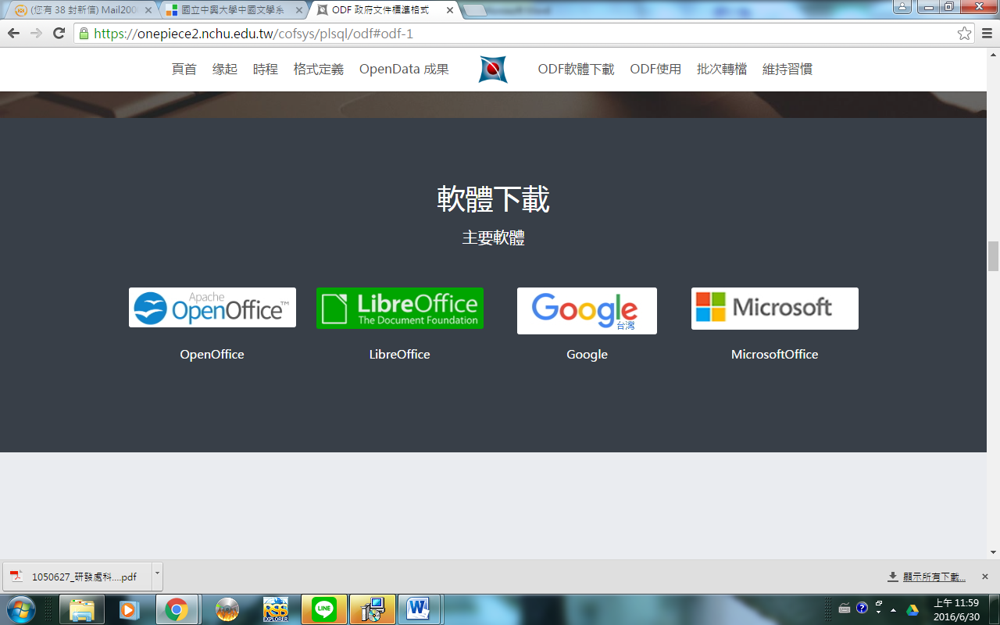 (您有 38 封新信) Mail200
國立中興大學中國文學系
ODF 政府文件標準格式
https://onepiece2.nchu.edu.tw/cofsys/plsql/odf#odf-1
頁首 缘起 時程 格式定義 OpenData 成果 ODF軟體下載 ODF使用 批次轉檔 維持習慣
軟體下載
主要軟體
Apache
OpenOffice™
LibreOffice
The Document Foundation
Google
台灣
Microsoft
OpenOffice LibreOffice Google MicrosoftOffice
1050627_研發處科....pdf
顯示所有下載...
RSS
EXPLORER
LINE
W
上午 11:59
2016/6/30